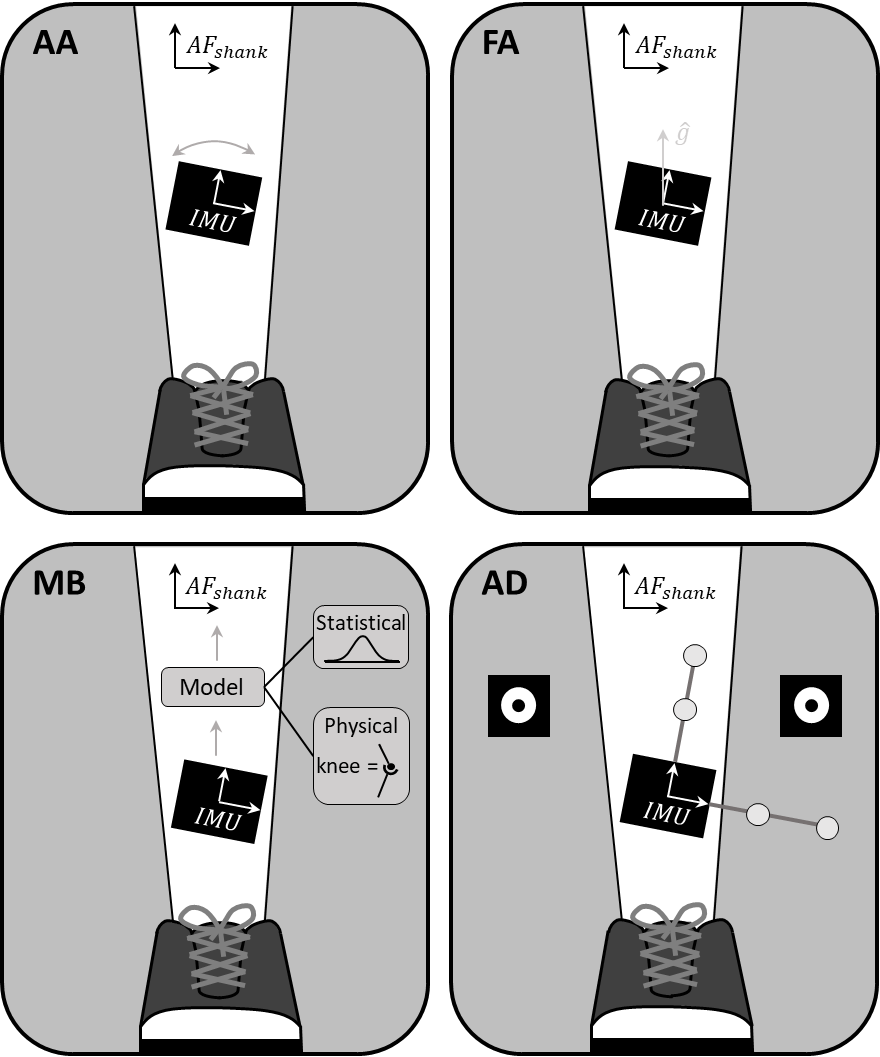 AA
AF_shank
IMU
FA
AF_shank
ĝ
IMU
MB
AF_shank
Statistical
Model
Physical
knee =
IMU
AD
AF_shank
IMU